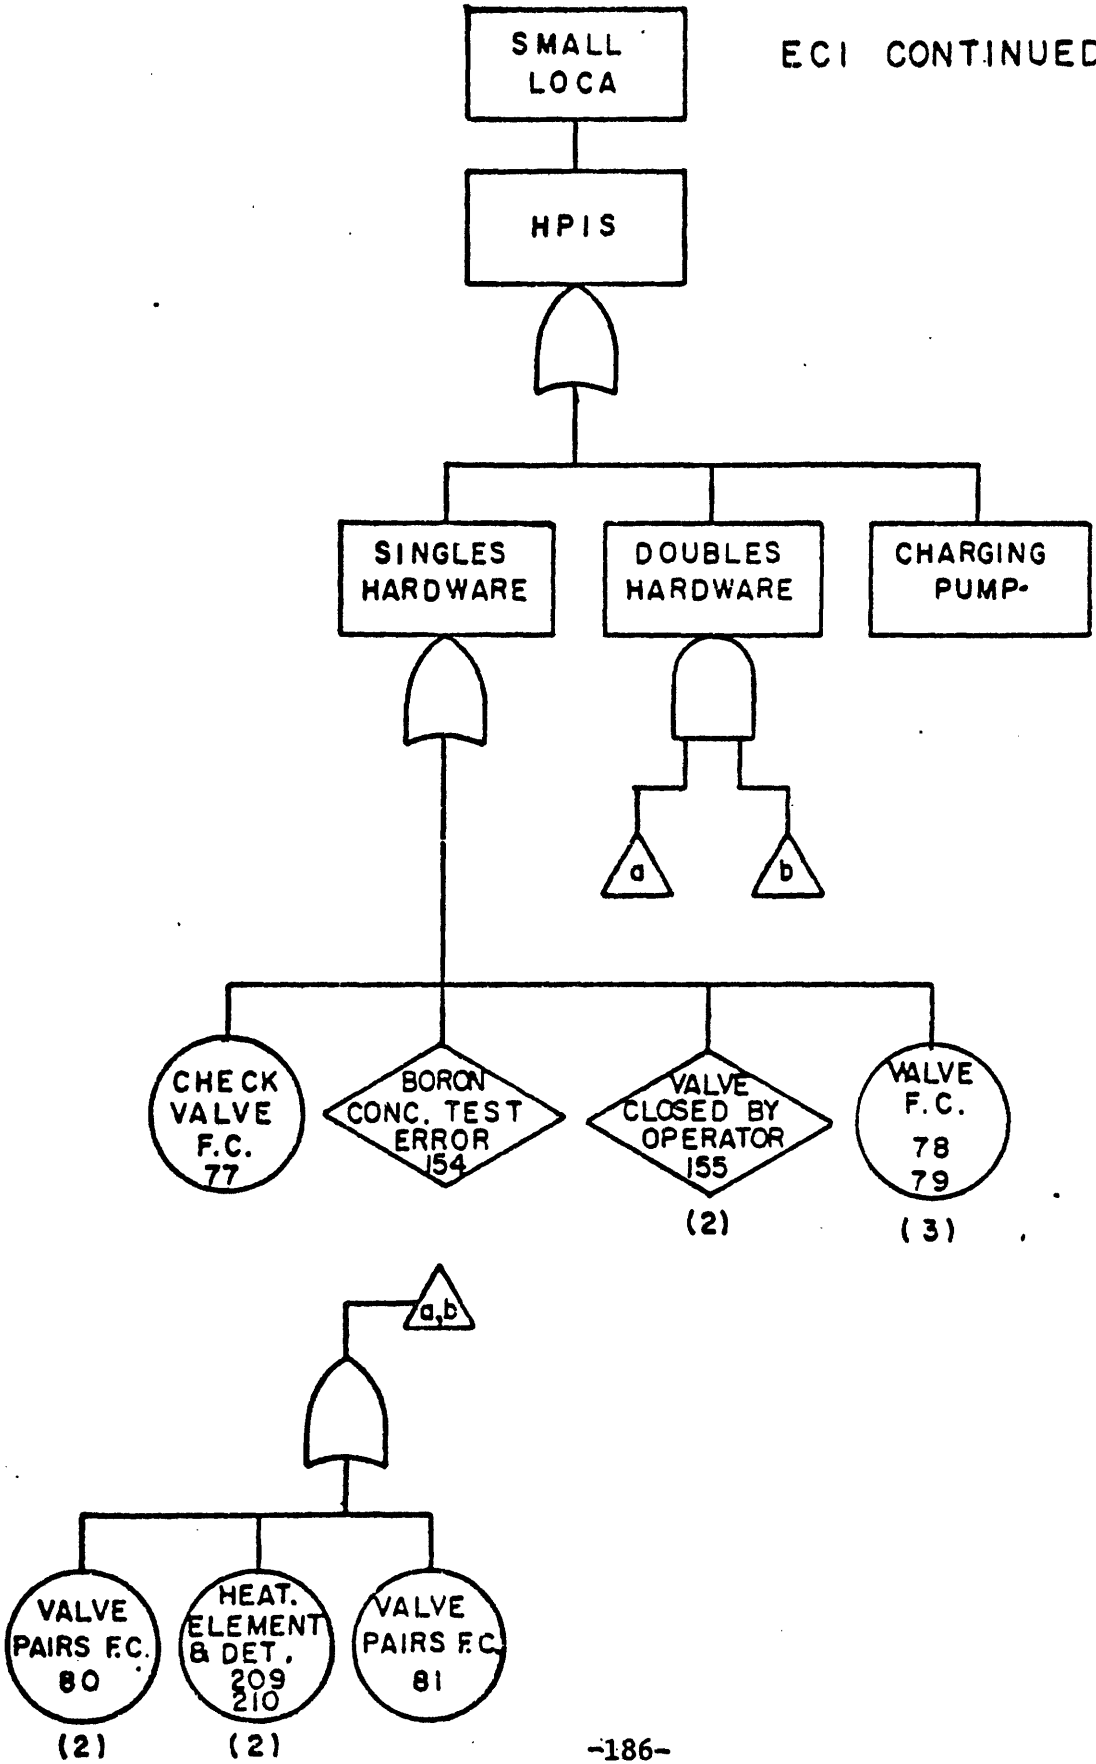 SMALL
LOCA
ECI CONTINUED
HPIS
SINGLES
HARDWARE
DOUBLES
HARDWARE
CHARGING
PUMP
a
b
CHECK
VALVE
F.C.
77
BORON
CONC. TEST
ERROR
154
VALVE
CLOSED BY
OPERATOR
155
(2)
VALVE
F.C.
78
79
(3)
a,b
VALVE
PAIRS F.C.
80
(2)
HEAT.
ELEMENT
& DET.
209
210
(2)
VALVE
PAIRS F.C.
81
-186-